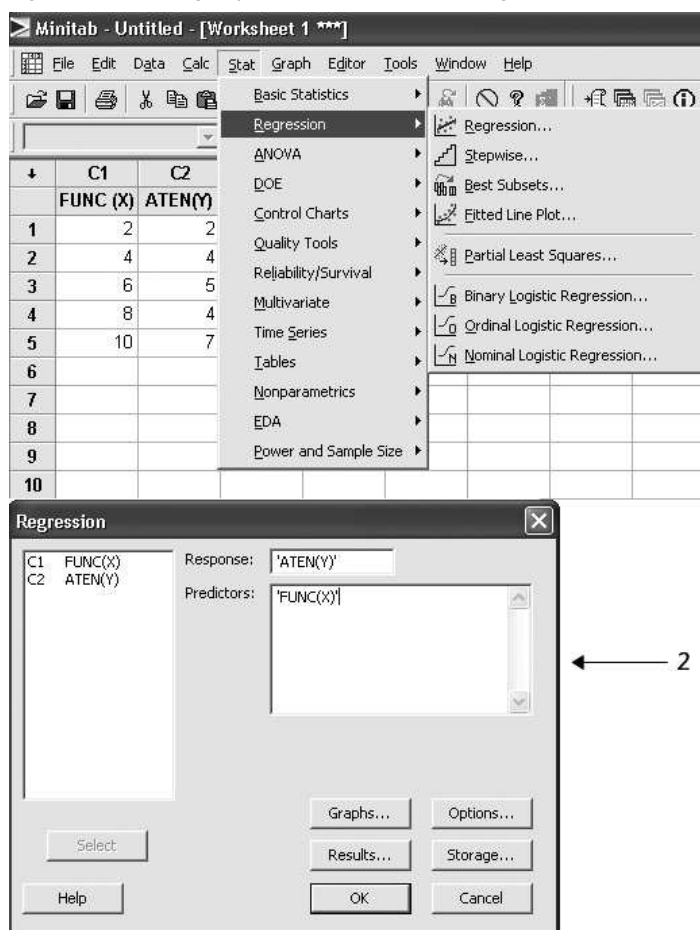 Minitab - Untitled - [Worksheet 1 ***]
File Edit Data Calc Stat Graph Editor Tools Window Help
Basic Statistics
Regression
ANOVA
DOE
Control Charts
Quality Tools
Reliability/Survival
Multivariate
Time Series
Tables
Nonparametrics
EDA
Power and Sample Size
Regression...
Stepwise...
Best Subsets...
Fitted Line Plot...
Partial Least Squares...
Binary Logistic Regression...
Ordinal Logistic Regression...
Nominal Logistic Regression...
C1 C2
FUNC (X) ATEN(Y)
1 2 2
2 4 4
3 6 5
4 8 4
5 10 7
6
7
8
9
10
Regression
C1 FUNC(X)
C2 ATEN(Y)
Response: 'ATEN(Y)'
Predictors: 'FUNC(X)'
2
Graphs... Options...
Select
Results... Storage...
Help OK Cancel